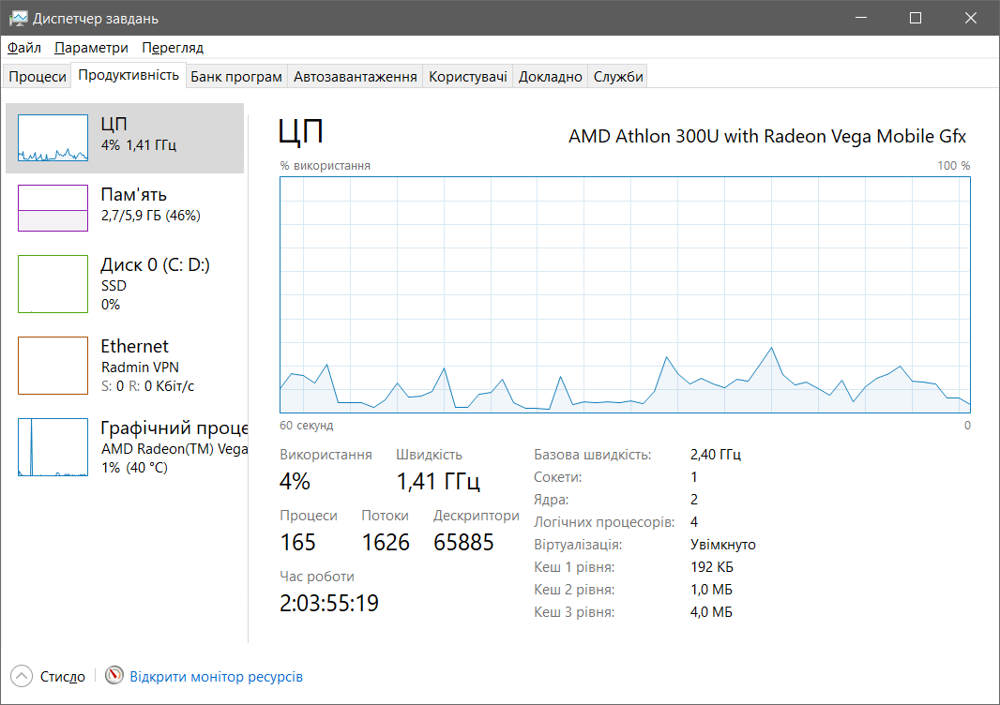 Диспетчер завдань
Файл Параметри Перегляд
Процеси Продуктивність Банк програм Автозавантаження Користувачі Докладно Служби
ЦП
4% 1,41 ГГц
Пам'ять
2,7/5,9 ГБ (46%)
Диск 0 (C: D:)
SSD
0%
Ethernet
Radmin VPN
S: 0 R: 0 Кбіт/с
Графічний проце
AMD Radeon(TM) Vega
1% (40 °C)
ЦП AMD Athlon 300U with Radeon Vega Mobile Gfx
% використання 100 %
60 секунд 0
Використання Швидкість
4% 1,41 ГГц
Процеси Потоки Дескриптори
165 1626 65885
Час роботи
2:03:55:19
Базова швидкість: 2,40 ГГц
Сокети: 1
Ядра: 2
Логічних процесорів: 4
Віртуалізація: Увімкнуто
Кеш 1 рівня: 192 КБ
Кеш 2 рівня: 1,0 МБ
Кеш 3 рівня: 4,0 МБ
Стисло Відкрити монітор ресурсів